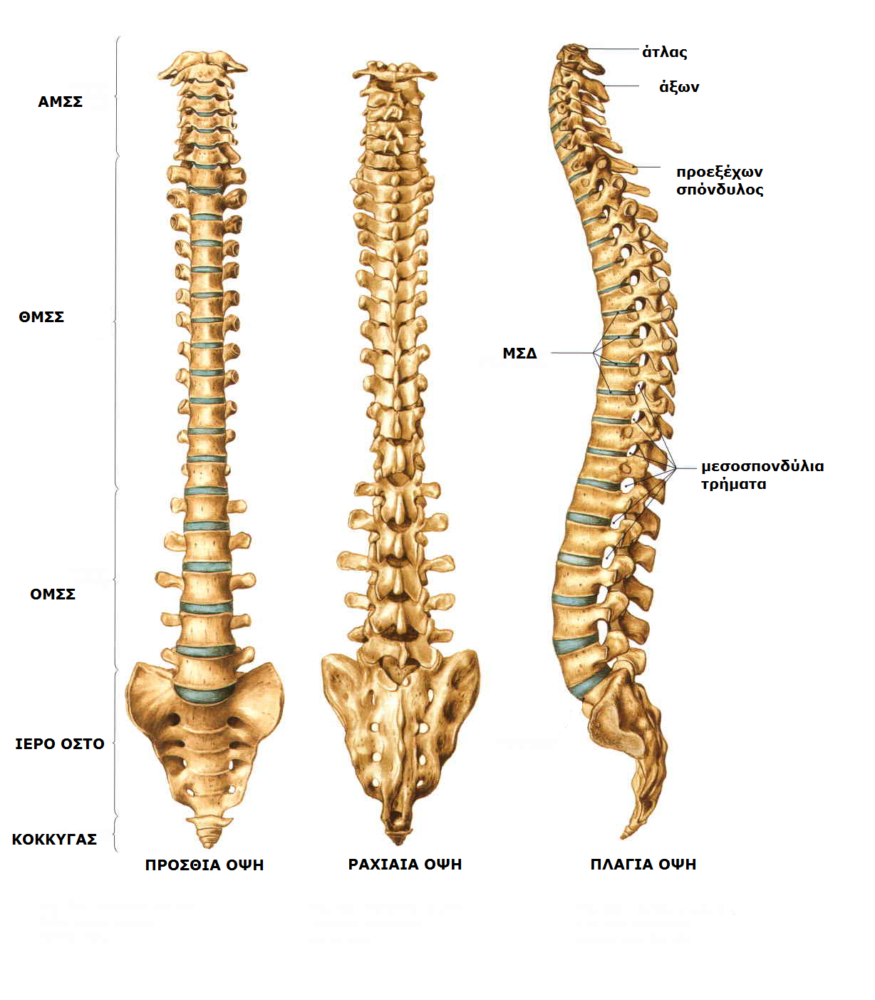 ΑΜΣΣ
ΘΜΣΣ
ΟΜΣΣ
ΙΕΡΟ ΟΣΤΟ
ΚΟΚΚΥΓΑΣ
άτλας
άξων
προεξέχων
σπόνδυλος
ΜΣΔ
μεσοσπονδύλια
τρήματα
ΠΡΟΣΘΙΑ ΟΨΗ
ΡΑΧΙΑΙΑ ΟΨΗ
ΠΛΑΓΙΑ ΟΨΗ